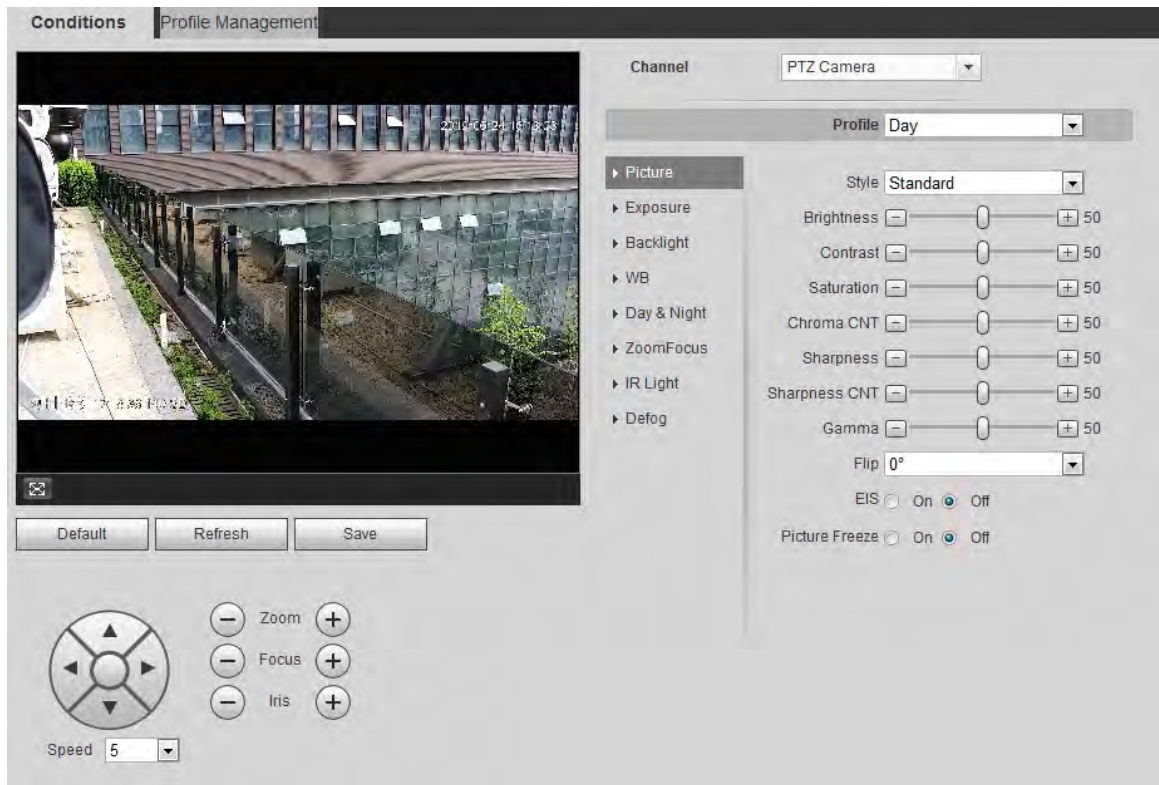 Conditions
Profile Management
Channel
PTZ Camera
Profile Day
Picture
Exposure
Backlight
WB
Day & Night
ZoomFocus
IR Light
Defog
Style Standard
Brightness - + 50
Contrast - + 50
Saturation - + 50
Chroma CNT - + 50
Sharpness - + 50
Sharpness CNT - + 50
Gamma - + 50
Flip 0°
EIS On Off
Picture Freeze On Off
Default
Refresh
Save
- Zoom +
- Focus +
- Iris +
Speed 5